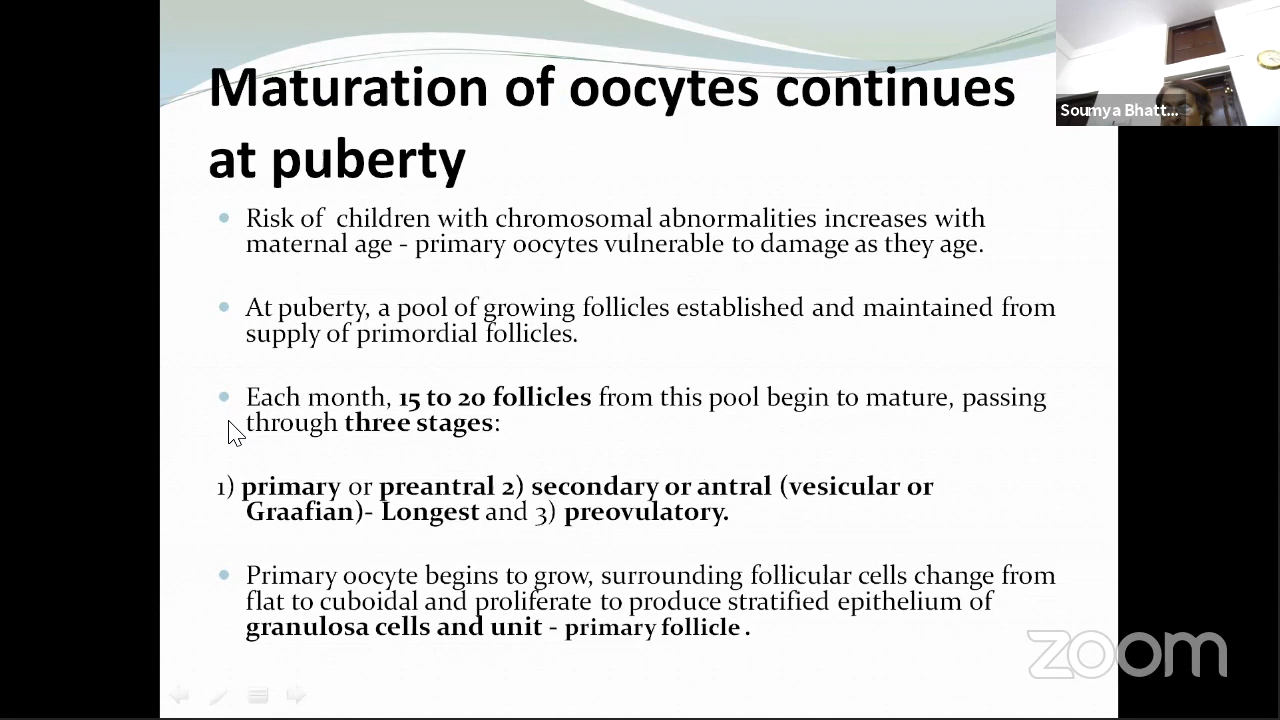 Maturation of oocytes continues
at puberty
Soumya Bhatt...
• Risk of children with chromosomal abnormalities increases with
maternal age - primary oocytes vulnerable to damage as they age.
• At puberty, a pool of growing follicles established and maintained from
supply of primordial follicles.
• Each month, 15 to 20 follicles from this pool begin to mature, passing
through three stages:
1) primary or preantral 2) secondary or antral (vesicular or
Graafian)- Longest and 3) preovulatory.
• Primary oocyte begins to grow, surrounding follicular cells change from
flat to cuboidal and proliferate to produce stratified epithelium of
granulosa cells and unit - primary follicle .
zoom